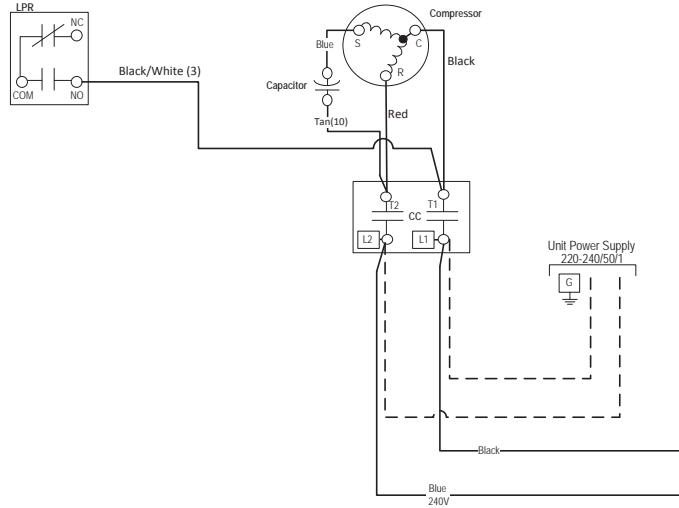 LPR
NC
COM
NO
Black/White (3)
Compressor
S
C
R
Blue
Capacitor
Tan(10)
Black
Red
T2
T1
CC
L2
L1
Unit Power Supply
220-240/50/1
G
Black
Blue
240V